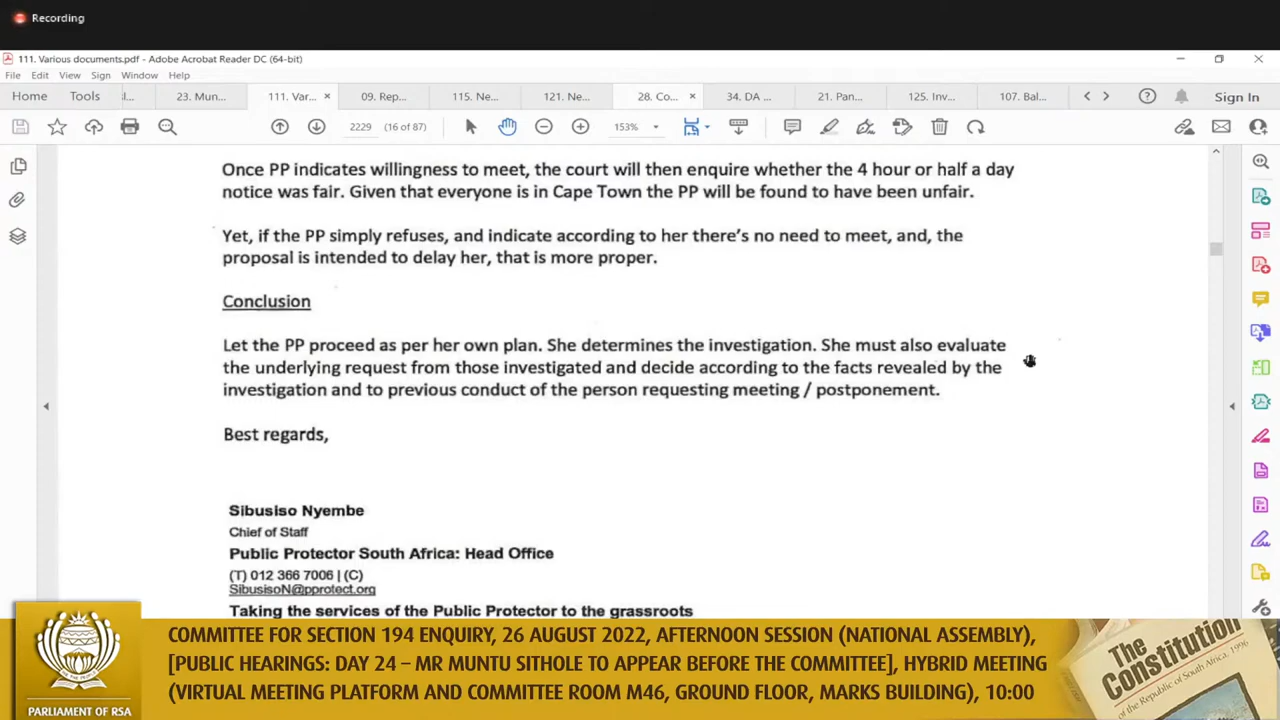 Recording
111. Various documents.pdf - Adobe Acrobat Reader DC (64-bit)
File Edit View Sign Window Help
Home Tools l... 23. Mun... 111. Var... × 09. Rep... 115. Ne... 121. Ne... 28. Co... × 34. DA ... 21. Pan... 125. Inv... 107. Bal... Sign In
2229 (16 of 87) 153%
Once PP indicates willingness to meet, the court will then enquire whether the 4 hour or half a day
notice was fair. Given that everyone is in Cape Town the PP will be found to have been unfair.
Yet, if the PP simply refuses, and indicate according to her there's no need to meet, and, the
proposal is intended to delay her, that is more proper.
Conclusion
Let the PP proceed as per her own plan. She determines the investigation. She must also evaluate
the underlying request from those investigated and decide according to the facts revealed by the
investigation and to previous conduct of the person requesting meeting / postponement.
Best regards,
Sibusiso Nyembe
Chief of Staff
Public Protector South Africa: Head Office
(T) 012 366 7006 | (C)
SibusisoN@pprotect.org
Taking the services of the Public Protector to the grassroots
COMMITTEE FOR SECTION 194 ENQUIRY, 26 AUGUST 2022, AFTERNOON SESSION (NATIONAL ASSEMBLY),
[PUBLIC HEARINGS: DAY 24 – MR MUNTU SITHOLE TO APPEAR BEFORE THE COMMITTEE], HYBRID MEETING
(VIRTUAL MEETING PLATFORM AND COMMITTEE ROOM M46, GROUND FLOOR, MARKS BUILDING), 10:00
PARLIAMENT OF RSA
The
Constitution
of the Republic of South Africa, 1996